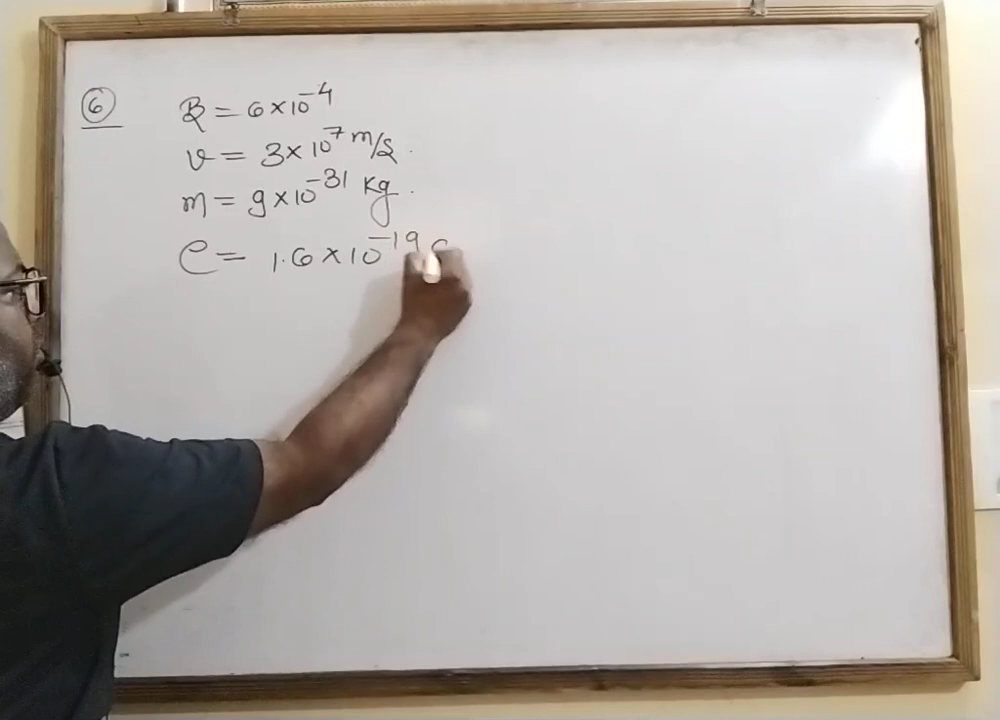 6
B = 6×10⁻⁴
v = 3×10⁷ m/s.
m = 9×10⁻³¹ kg.
e = 1.6×10⁻¹⁹ C